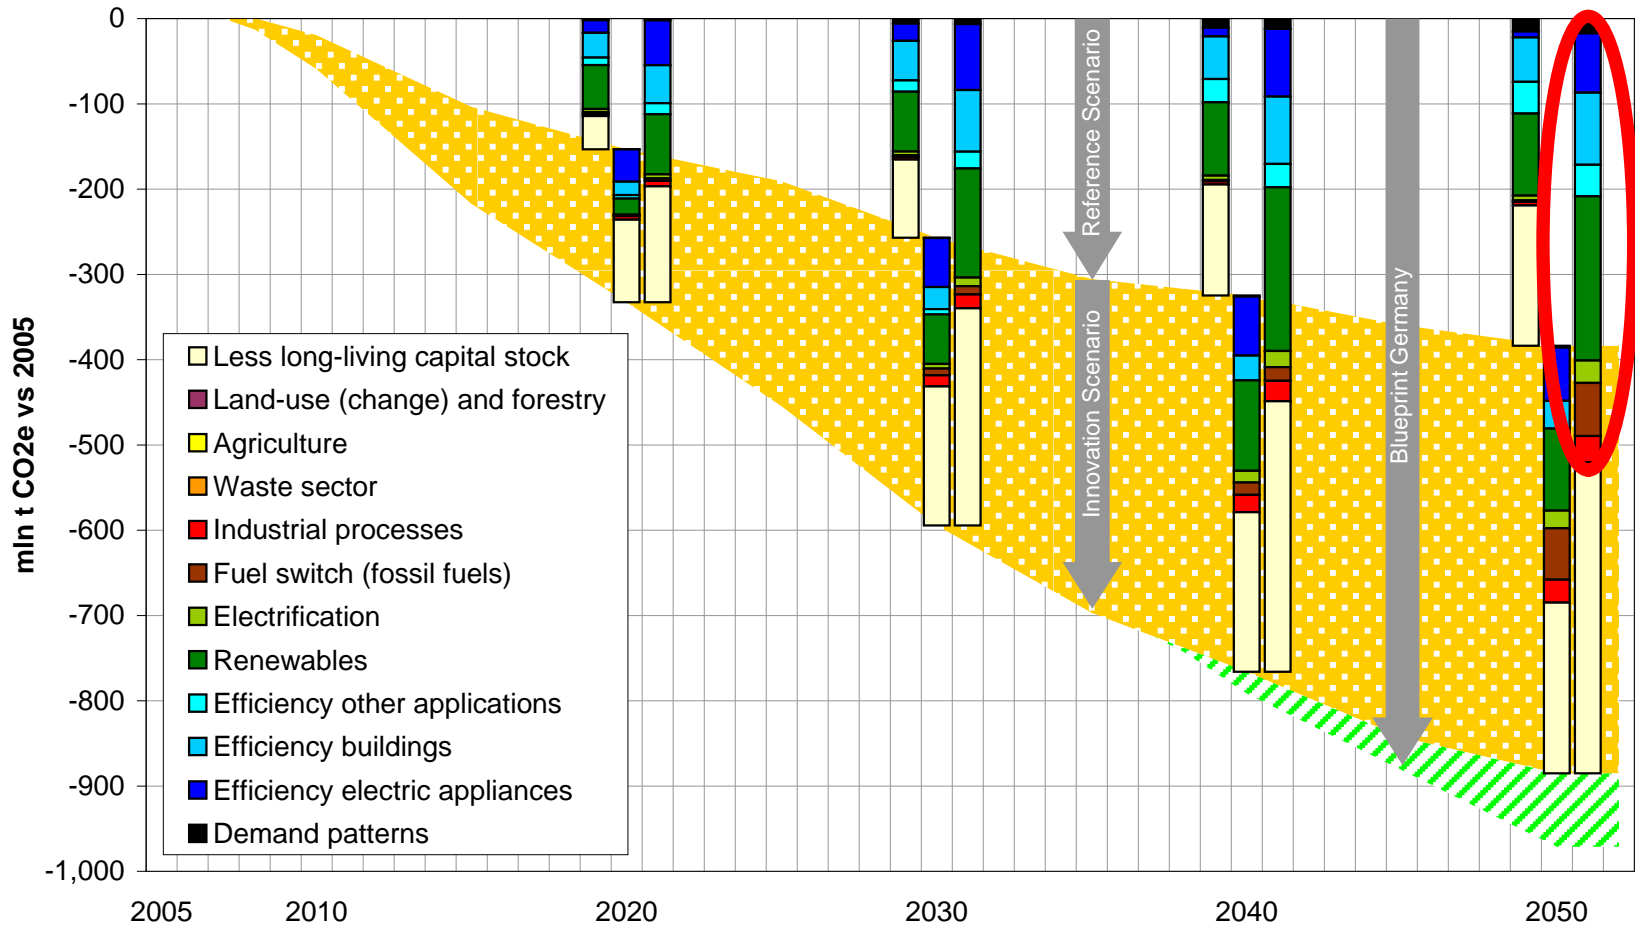 0
-100
-200
-300
-400
-500
-600
-700
-800
-900
-1,000
mln t CO2e vs 2005
Less long-living capital stock
Land-use (change) and forestry
Agriculture
Waste sector
Industrial processes
Fuel switch (fossil fuels)
Electrification
Renewables
Efficiency other applications
Efficiency buildings
Efficiency electric appliances
Demand patterns
Reference Scenario
Innovation Scenario
Blueprint Germany
2005
2010
2020
2030
2040
2050